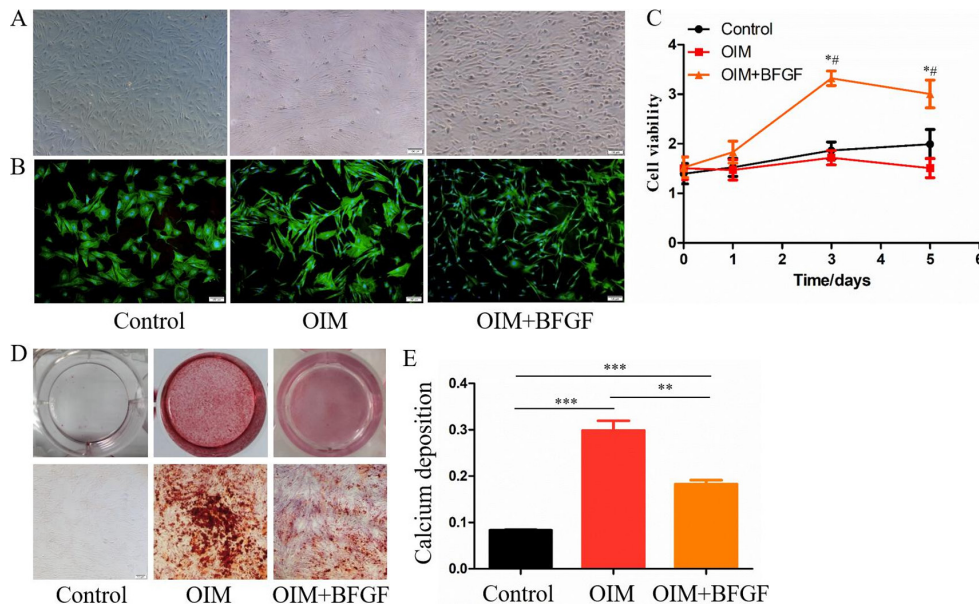 A
B
Control OIM OIM+BFGF
C
Control
OIM
OIM+BFGF
Cell viability
4
3
2
1
0
*#
*#
0 1 2 3 4 5 6
Time/days
D
Control OIM OIM+BFGF
E
Calcium deposition
0.4
0.3
0.2
0.1
0.0
***
***
**
Control OIM OIM+BFGF